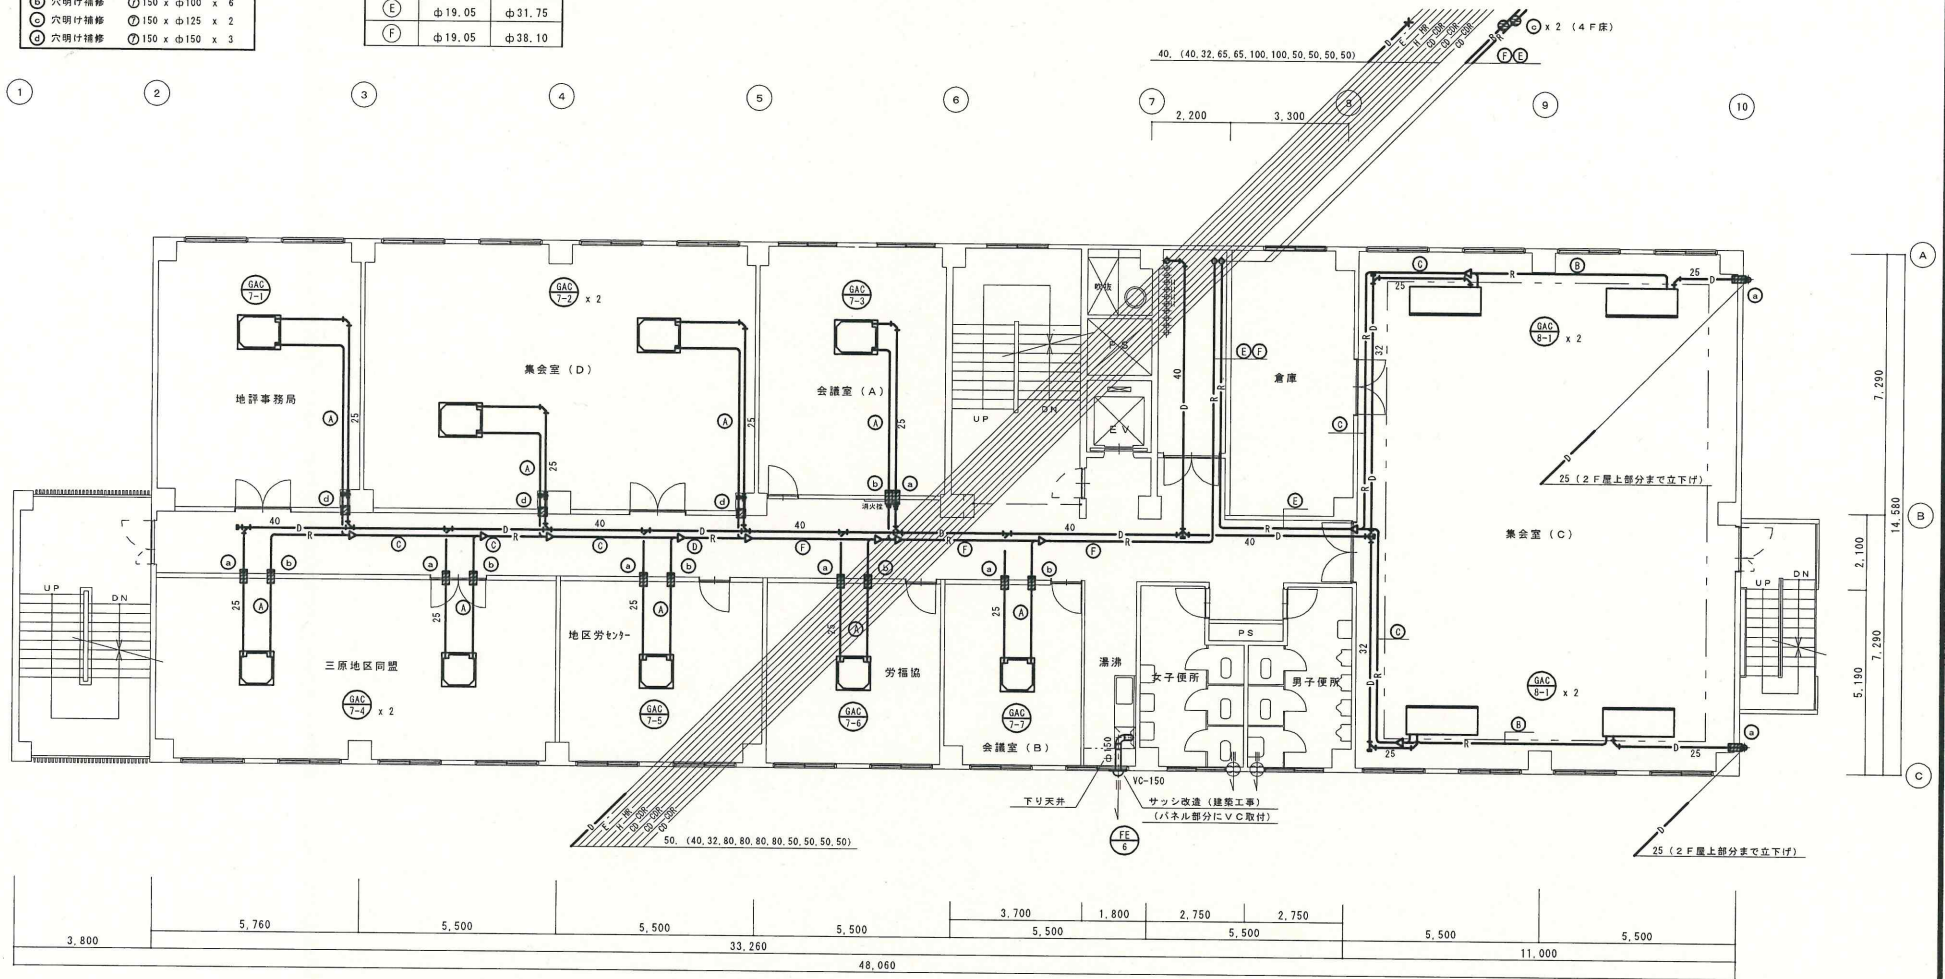 ⓑ 穴明け補修 ⑦150 x φ100 x 6
ⓒ 穴明け補修 ⑦150 x φ125 x 2
ⓓ 穴明け補修 ⑦150 x φ150 x 3
Ⓔ φ19.05 φ31.75
Ⓕ φ19.05 φ38.10
ⓒ x 2 (4F床)
40. (40,32,65,65,100,100,50,50,50,50)
ⒻⒺ
1 2 3 4 5 6 7 8 9 10
2,200 3,300
GAC 7-1
GAC 7-2 x 2
GAC 7-3
吹抜
PS
EV
UP
DN
ⒺⒻ
倉庫
GAC 8-1 x 2
地評事務局
集会室(D)
会議室(A)
消火栓
25 (2F屋上部分まで立下げ)
集会室(C)
UP
DN
UP
DN
三原地区同盟
GAC 7-4 x 2
地区労センター
GAC 7-5
労福協
GAC 7-6
GAC 7-7
会議室(B)
湯沸
PS
女子便所
男子便所
GAC 8-1 x 2
φ150
VC-150
下り天井
サッシ改造(建築工事)
(パネル部分にVC取付)
FE 6
50. (40,32,80,80,80,80,50,50,50,50)
25 (2F屋上部分まで立下げ)
A
B
C
7,290
14,580
2,100
7,290
5,190
3,700 1,800 2,750 2,750
5,760 5,500 5,500 5,500 5,500 5,500 5,500 5,500
3,800 33,260 11,000
48,060